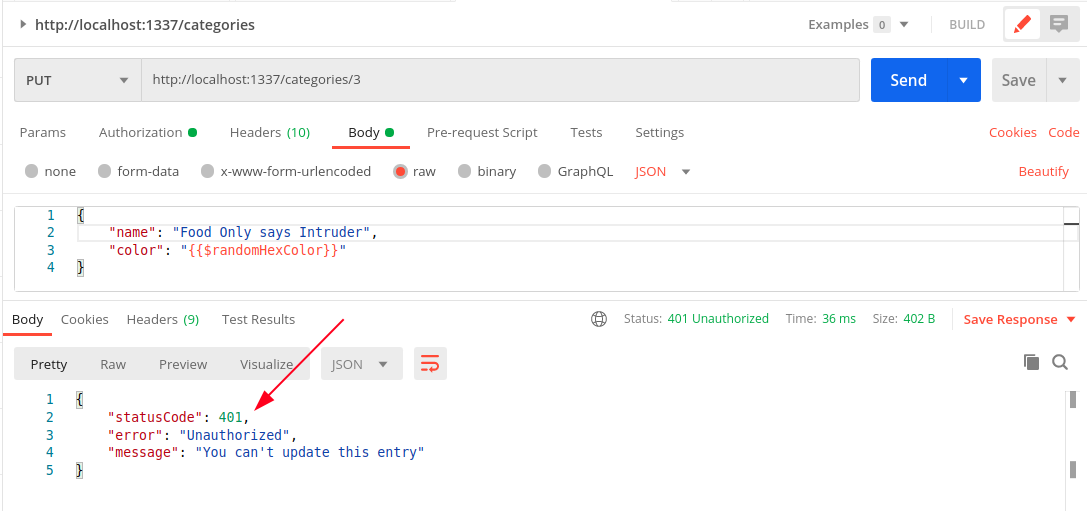 http://localhost:1337/categories Examples 0 BUILD
PUT http://localhost:1337/categories/3 Send Save
Params Authorization Headers (10) Body Pre-request Script Tests Settings Cookies Code
none form-data x-www-form-urlencoded raw binary GraphQL JSON Beautify
1 {
2 "name": "Food Only says Intruder",
3 "color": "{{$randomHexColor}}"
4 }
Body Cookies Headers (9) Test Results Status: 401 Unauthorized Time: 36 ms Size: 402 B Save Response
Pretty Raw Preview Visualize JSON
1 {
2 "statusCode": 401,
3 "error": "Unauthorized",
4 "message": "You can't update this entry"
5 }